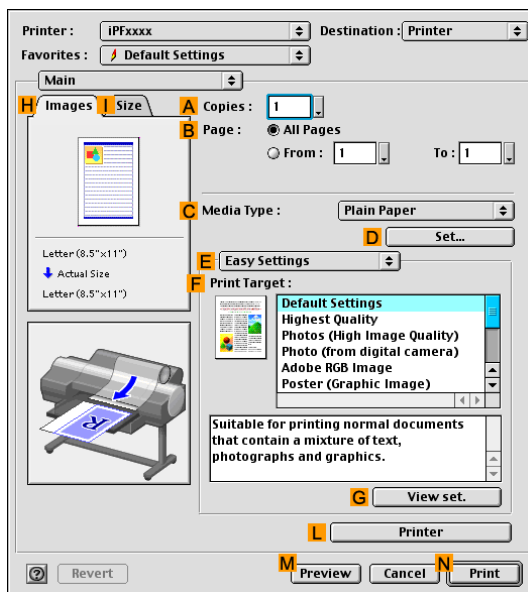 Printer : iPFxxxx Destination : Printer
Favorites : Default Settings
Main
H Images I Size
A Copies : 1
B Page : All Pages
From : 1 To : 1
C Media Type : Plain Paper
D Set...
Letter (8.5"x11")
Actual Size
Letter (8.5"x11")
E Easy Settings
F Print Target :
Default Settings
Highest Quality
Photos (High Image Quality)
Photo (from digital camera)
Adobe RGB Image
Poster (Graphic Image)
Suitable for printing normal documents
that contain a mixture of text,
photographs and graphics.
R
G View set.
L Printer
? Revert M Preview Cancel N Print